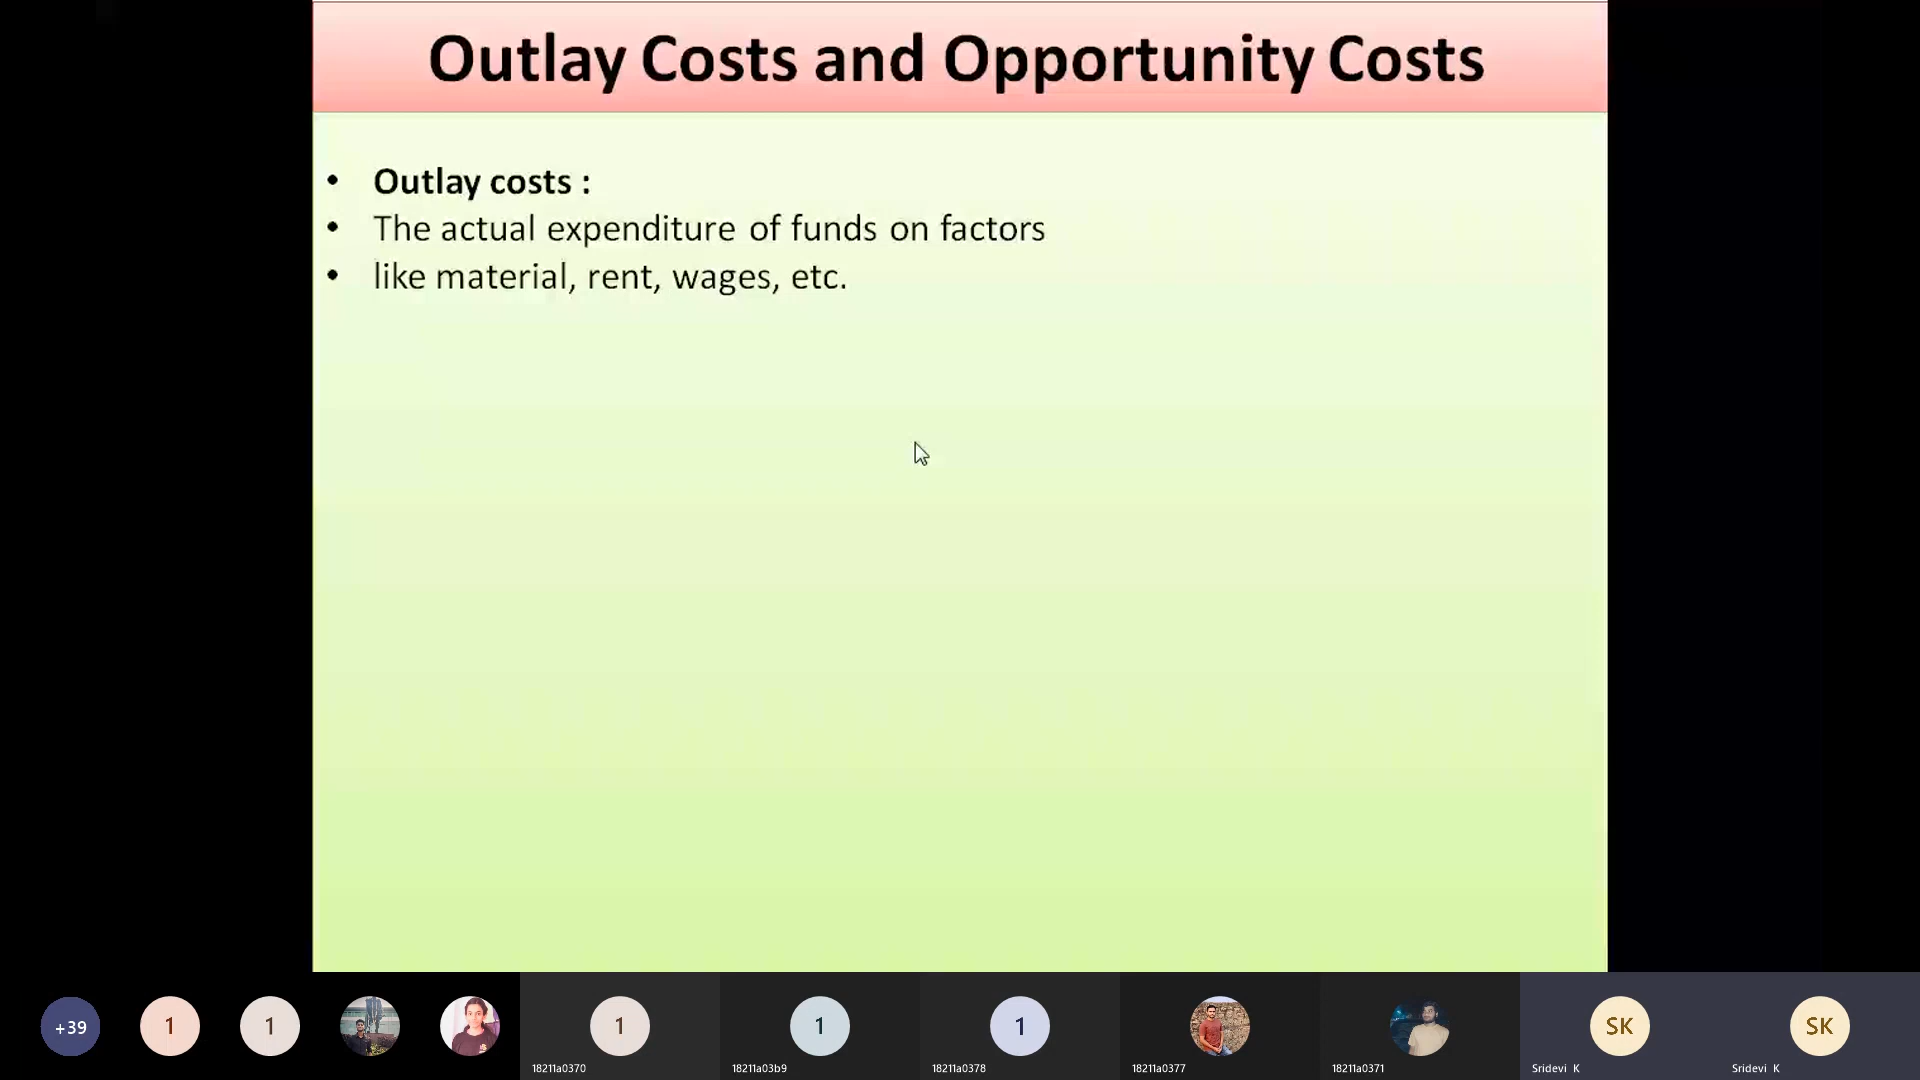 Outlay Costs and Opportunity Costs
• Outlay costs :
• The actual expenditure of funds on factors
• like material, rent, wages, etc.
+39
1
1
1
1
1
SK
SK
18211a0370
18211a03b9
18211a0378
18211a0377
18211a0371
Sridevi K
Sridevi K